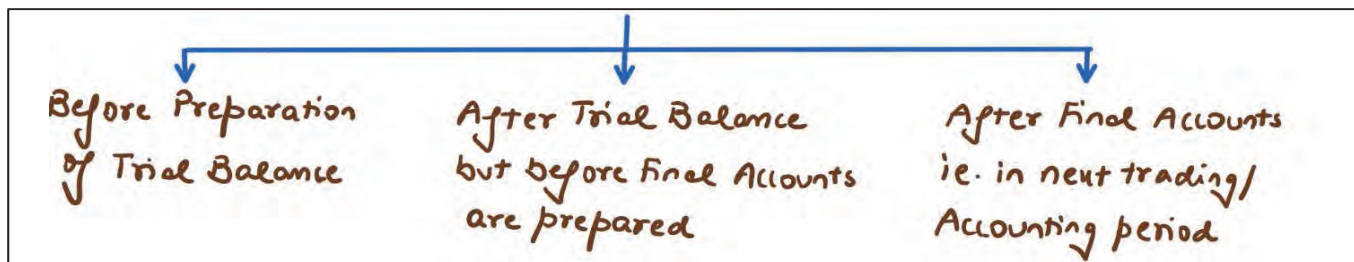 Before Preparation
of Trial Balance
After Trial Balance
but before Final Accounts
are prepared
After Final Accounts
ie. in next trading/
Accounting period